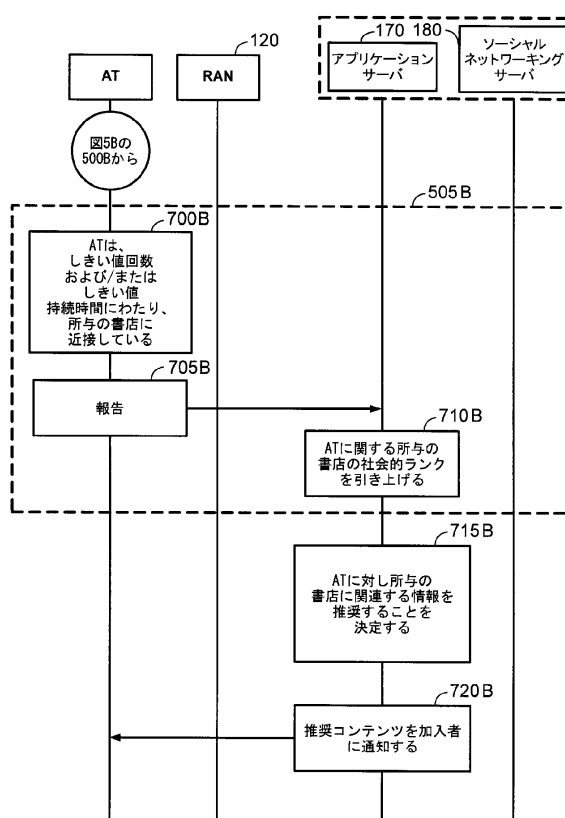 120
170 180
AT
RAN
アプリケーション
サーバ
ソーシャル
ネットワーキング
サーバ
図5Bの
500Bから
505B
700B
ATは、
しきい値回数
および/または
しきい値
持続時間にわたり、
所与の書店に
近接している
705B
報告
710B
ATに関する所与の
書店の社会的ランク
を引き上げる
715B
ATに対し所与の
書店に関連する情報を
推奨することを
決定する
720B
推奨コンテンツを加入者
に通知する